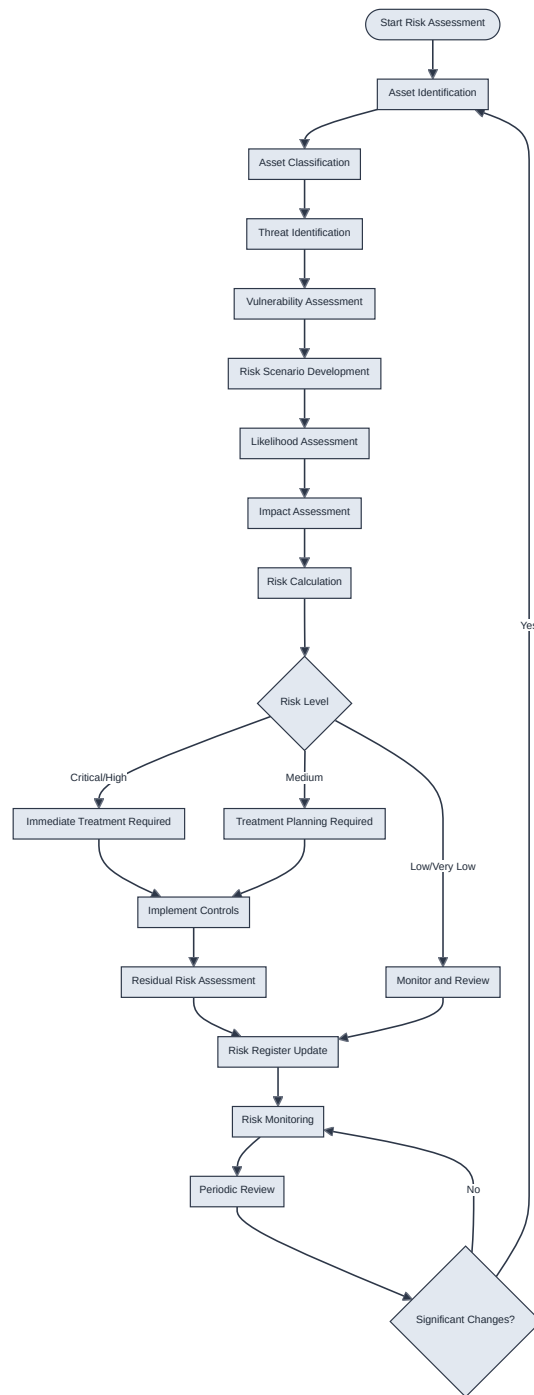 Start Risk Assessment
Asset Identification
Asset Classification
Threat Identification
Vulnerability Assessment
Risk Scenario Development
Likelihood Assessment
Impact Assessment
Risk Calculation
Yes
Risk Level
Critical/High
Medium
Immediate Treatment Required
Treatment Planning Required
Low/Very Low
Implement Controls
Residual Risk Assessment
Monitor and Review
Risk Register Update
Risk Monitoring
Periodic Review
No
Significant Changes?